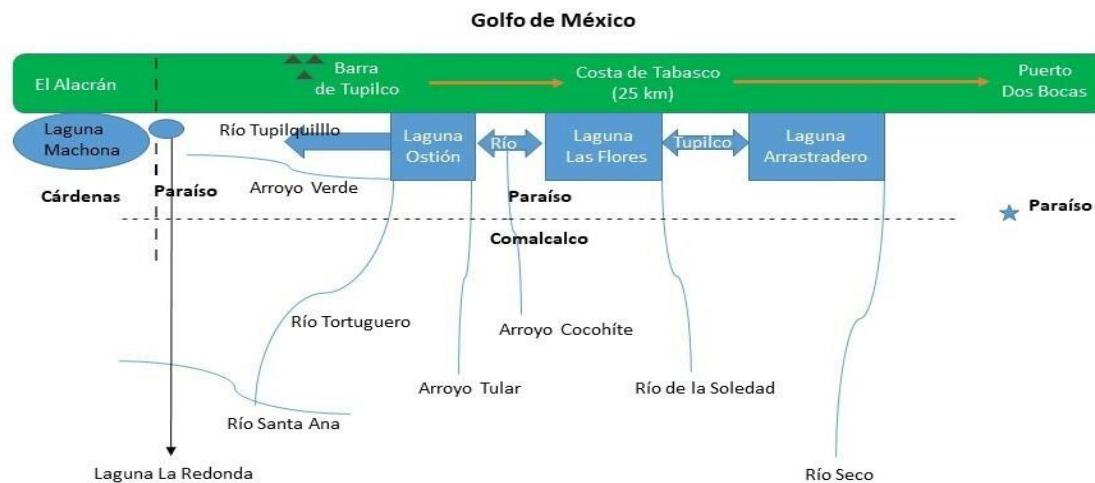 Golfo de México
El Alacrán
Barra
de Tupilco
Costa de Tabasco
(25 km)
Puerto
Dos Bocas
Laguna
Machona
Río Tupilquilllo
Laguna
Ostión
Río
Laguna
Las Flores
Tupilco
Laguna
Arrastradero
Arroyo Verde
Cárdenas
Paraíso
Paraíso
Paraíso
Comalcalco
Río Tortuguero
Arroyo Cocohíte
Arroyo Tular
Río de la Soledad
Río Santa Ana
Laguna La Redonda
Río Seco